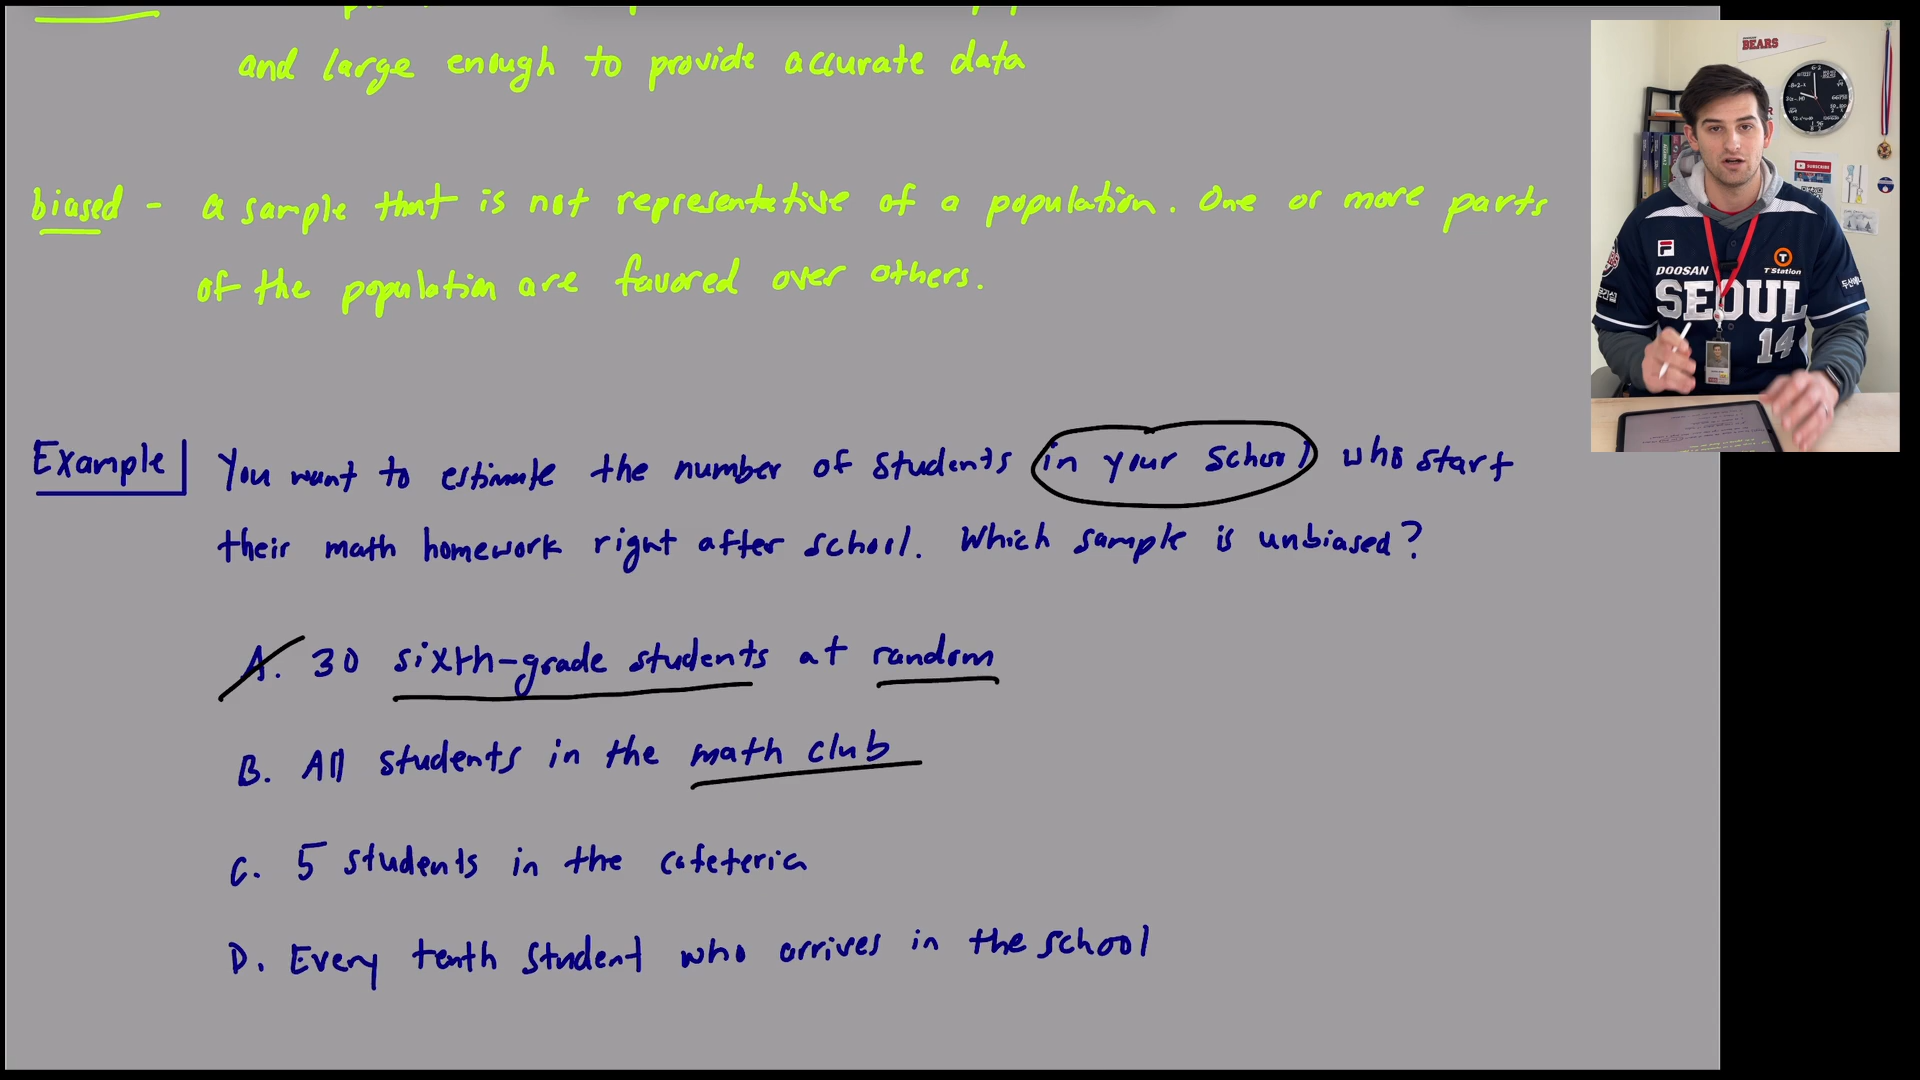 and large enough to provide accurate data
biased - a sample that is not representative of a population. One or more parts
of the population are favored over others.
Example You want to estimate the number of students in your school who start
their math homework right after school. Which sample is unbiased?
A. 30 sixth-grade students at random
B. All students in the math club
C. 5 students in the cafeteria
D. Every tenth student who arrives in the school
BEARS
DOOSAN
T'Station
SEOUL
14
SUBSCRIBE